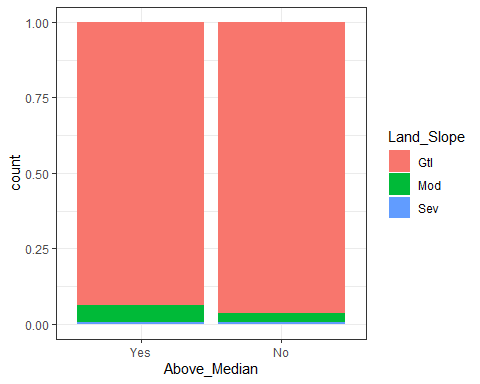 1.00
0.75
0.50
0.25
0.00
count
Yes
No
Above_Median
Land_Slope
Gtl
Mod
Sev